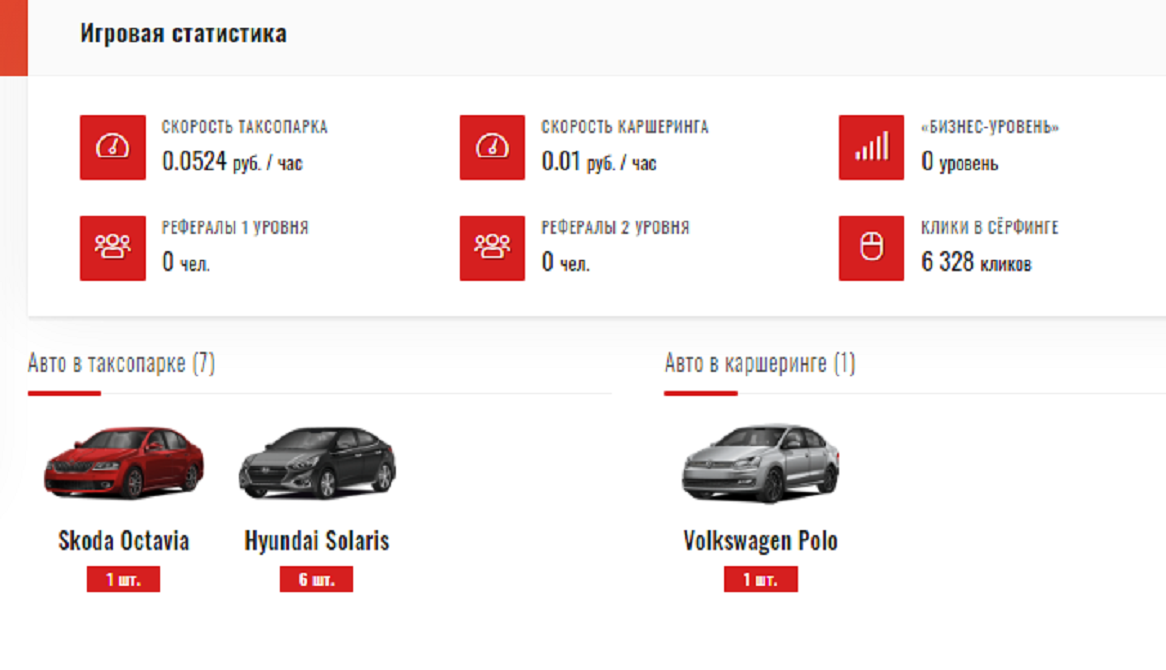 Игровая статистика
СКОРОСТЬ ТАКСОПАРКА
0.0524 руб. / час
СКОРОСТЬ КАРШЕРИНГА
0.01 руб. / час
«БИЗНЕС-УРОВЕНЬ»
0 уровень
РЕФЕРАЛЫ 1 УРОВНЯ
0 чел.
РЕФЕРАЛЫ 2 УРОВНЯ
0 чел.
КЛИКИ В СЁРФИНГЕ
6 328 кликов
Авто в таксопарке (7)
Skoda Octavia
1 шт.
Hyundai Solaris
6 шт.
Авто в каршеринге (1)
Volkswagen Polo
1 шт.